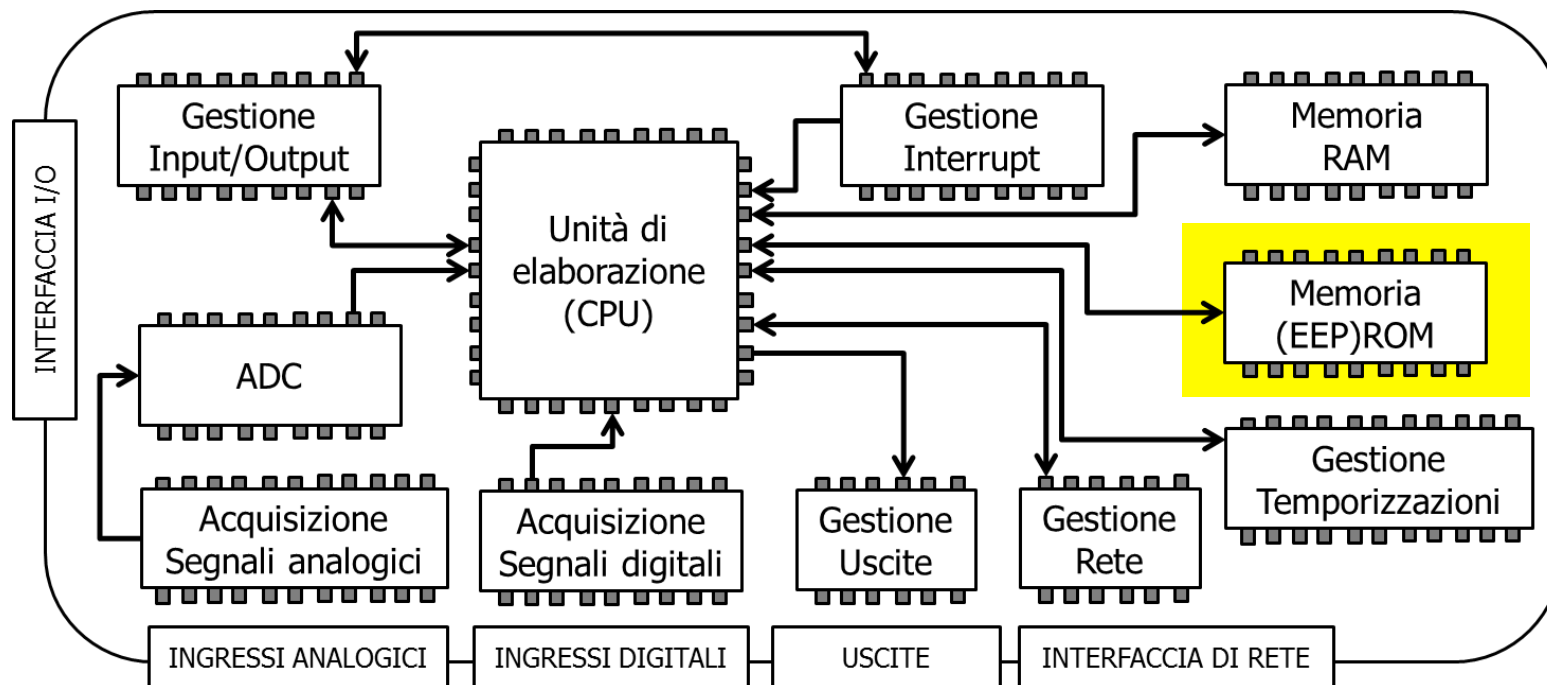 Gestione
Input/Output
Gestione
Interrupt
Memoria
RAM
INTERFACCIA I/O
Unità di
elaborazione
(CPU)
Memoria
(EEP)ROM
ADC
Gestione
Temporizzazioni
Acquisizione
Segnali analogici
Acquisizione
Segnali digitali
Gestione
Uscite
Gestione
Rete
INGRESSI ANALOGICI
INGRESSI DIGITALI
USCITE
INTERFACCIA DI RETE